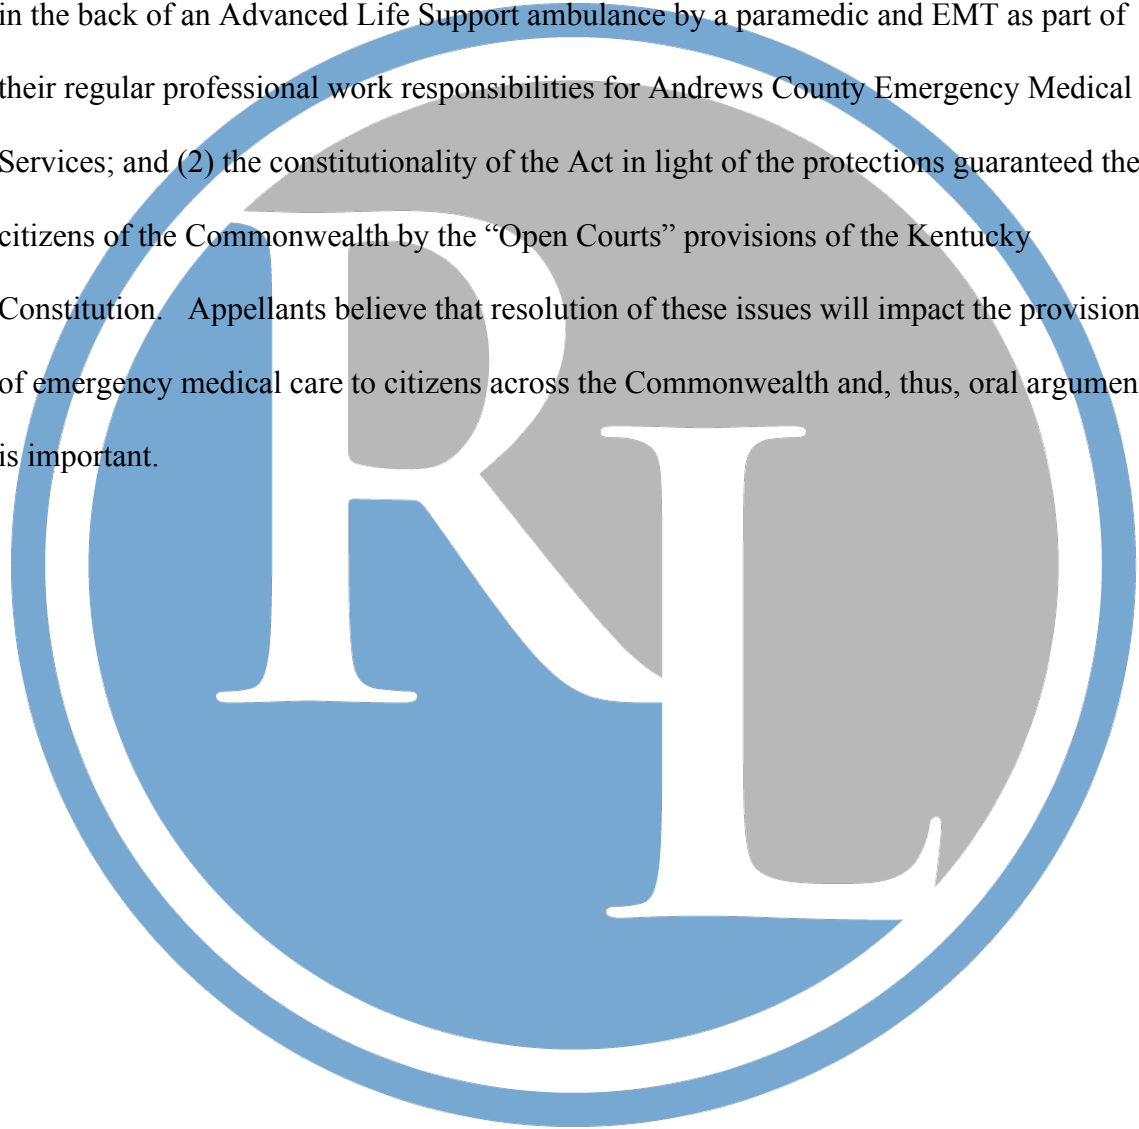 in the back of an Advanced Life Support ambulance by a paramedic and EMT as part of
their regular professional work responsibilities for Andrews County Emergency Medical
Services; and (2) the constitutionality of the Act in light of the protections guaranteed the
citizens of the Commonwealth by the “Open Courts” provisions of the Kentucky
Constitution.   Appellants believe that resolution of these issues will impact the provision
of emergency medical care to citizens across the Commonwealth and, thus, oral argument
is important.
RL